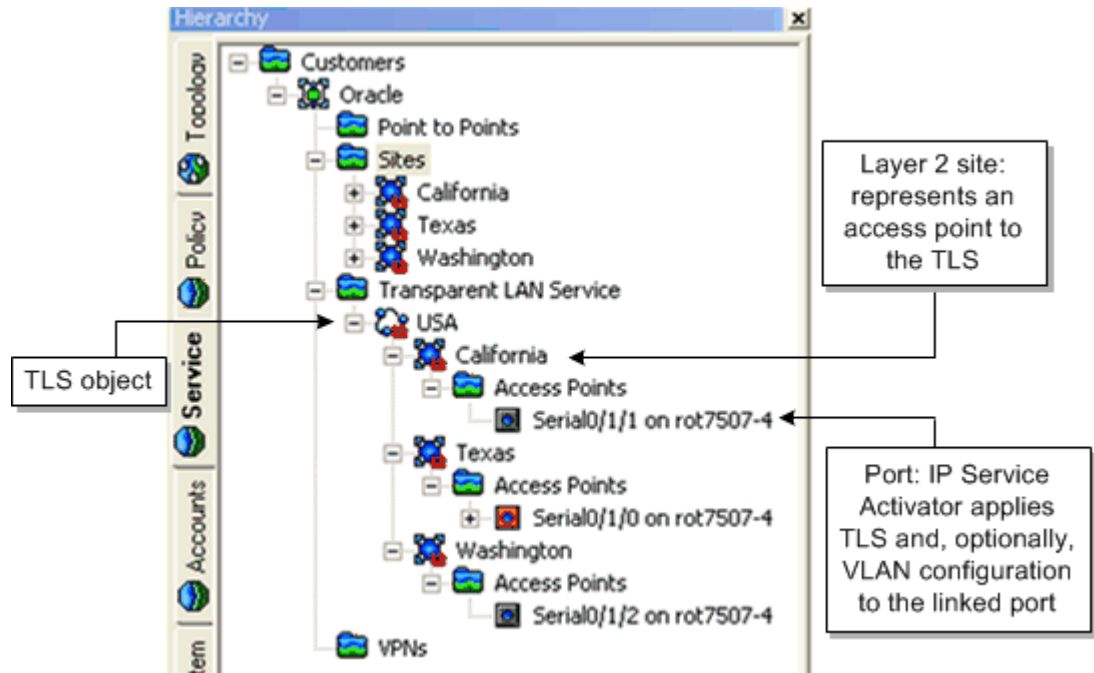 Hierarchy
Topology
Policy
Service
Accounts
tem
Customers
Oracle
Point to Points
Sites
California
Texas
Washington
Transparent LAN Service
USA
California
Access Points
Serial0/1/1 on rot7507-4
Texas
Access Points
Serial0/1/0 on rot7507-4
Washington
Access Points
Serial0/1/2 on rot7507-4
VPNs
TLS object
Layer 2 site:
represents an
access point to
the TLS
Port: IP Service
Activator applies
TLS and, optionally,
VLAN configuration
to the linked port